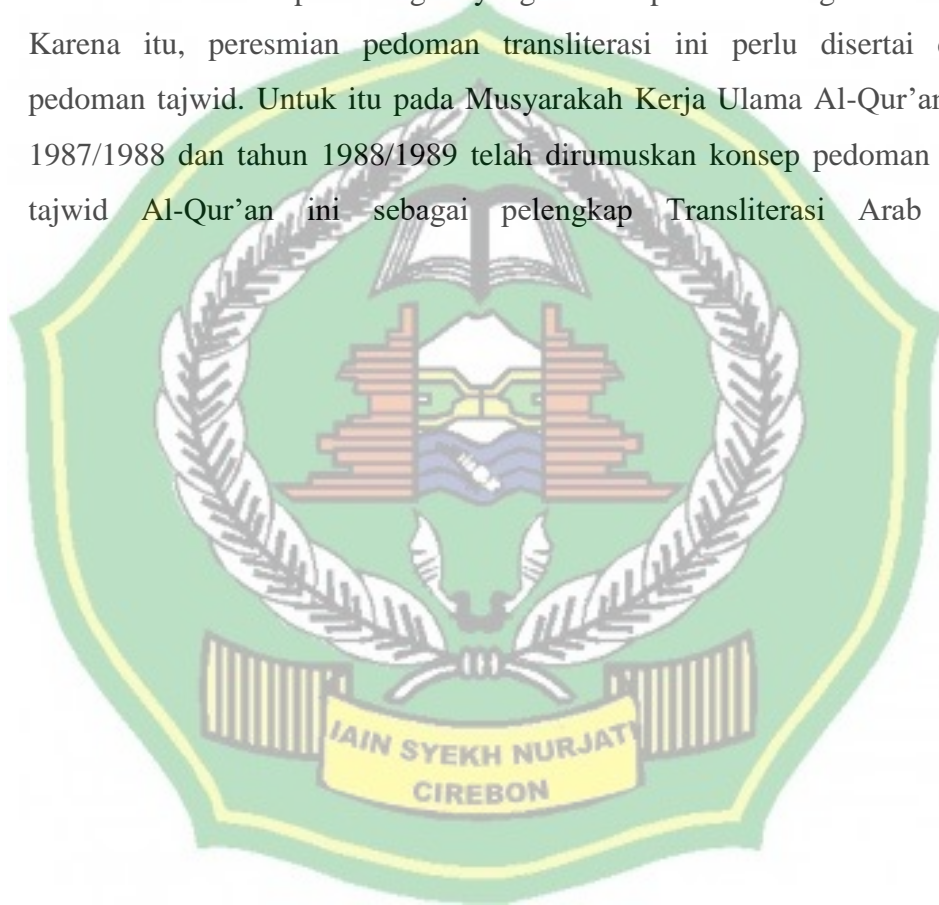 Karena itu, peresmian pedoman transliterasi ini perlu disertai
pedoman tajwid. Untuk itu pada Musyarakah Kerja Ulama Al-Qur'an
1987/1988 dan tahun 1988/1989 telah dirumuskan konsep pedoman
tajwid Al-Qur'an ini sebagai pelengkap Transliterasi Arab
IAIN SYEKH NURJATI
CIREBON